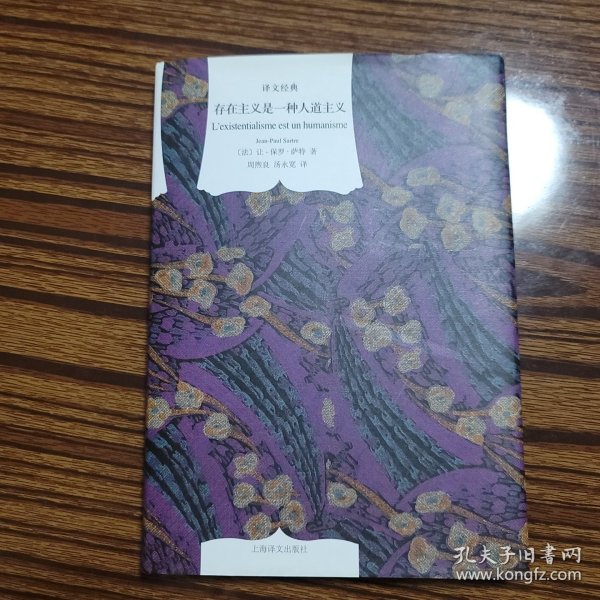 译文经典
存在主义是一种人道主义
L'existentialisme est un humanisme
Jean-Paul Sartre
〔法〕让-保罗·萨特 著
周煦良 汤永宽 译
上海译文出版社
孔夫子旧书网
www.kongfz.com